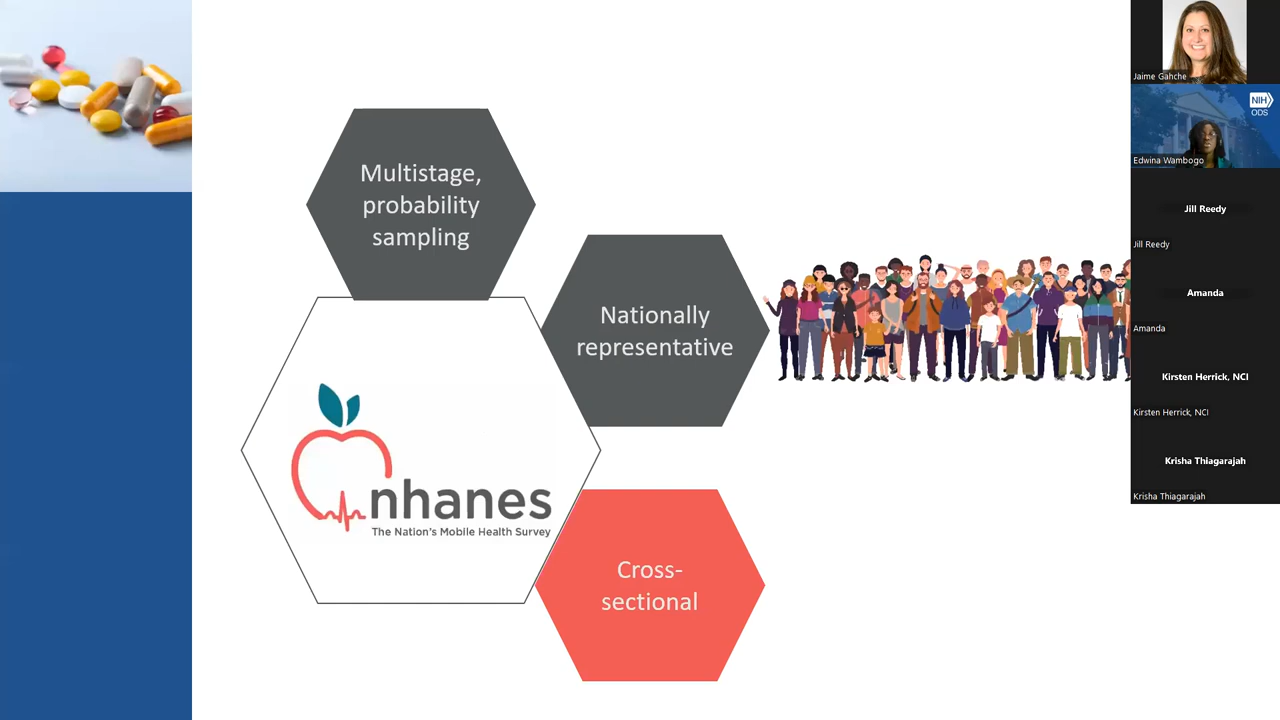 Multistage,
probability
sampling
Nationally
representative
nhanes
The Nation's Mobile Health Survey
Cross-
sectional
Jaime Gahche
NIH
ODS
Edwina Wambogo
Jill Reedy
Jill Reedy
Amanda
Amanda
Kirsten Herrick, NCI
Kirsten Herrick, NCI
Krisha Thiagarajah
Krisha Thiagarajah